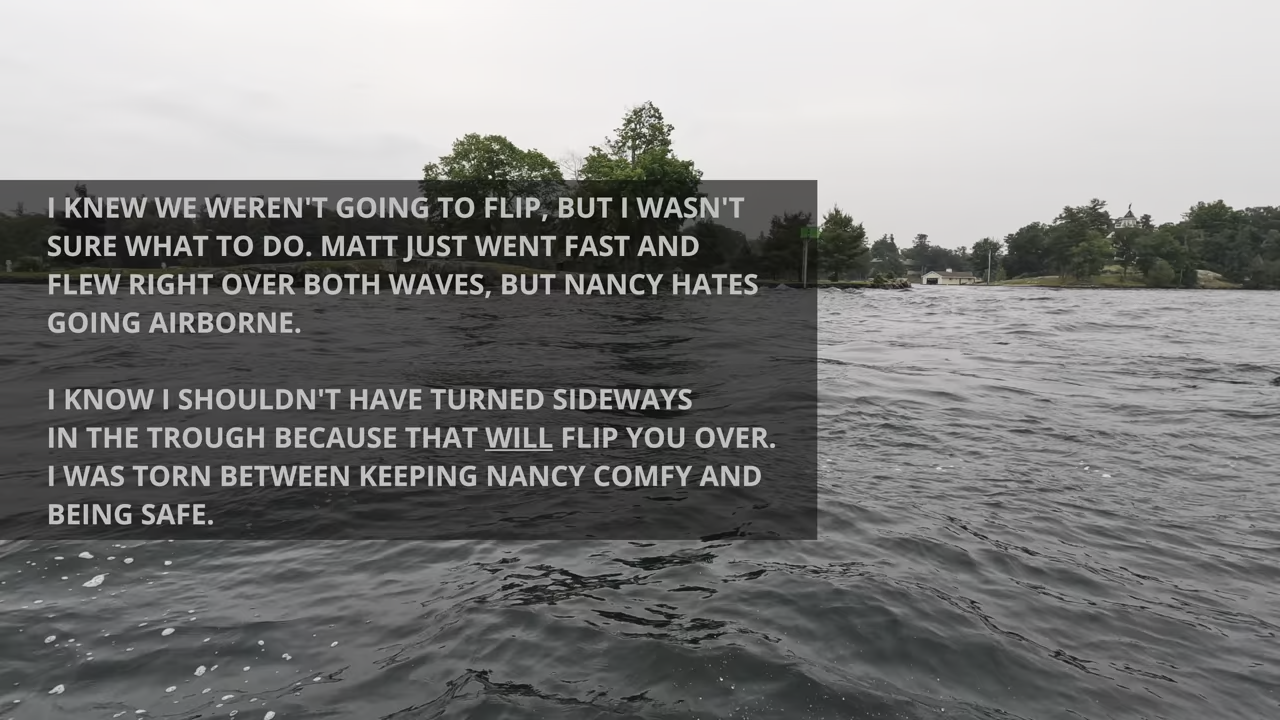 I KNEW WE WEREN'T GOING TO FLIP, BUT I WASN'T
SURE WHAT TO DO. MATT JUST WENT FAST AND
FLEW RIGHT OVER BOTH WAVES, BUT NANCY HATES
GOING AIRBORNE.
I KNOW I SHOULDN'T HAVE TURNED SIDEWAYS
IN THE TROUGH BECAUSE THAT WILL FLIP YOU OVER.
I WAS TORN BETWEEN KEEPING NANCY COMFY AND
BEING SAFE.